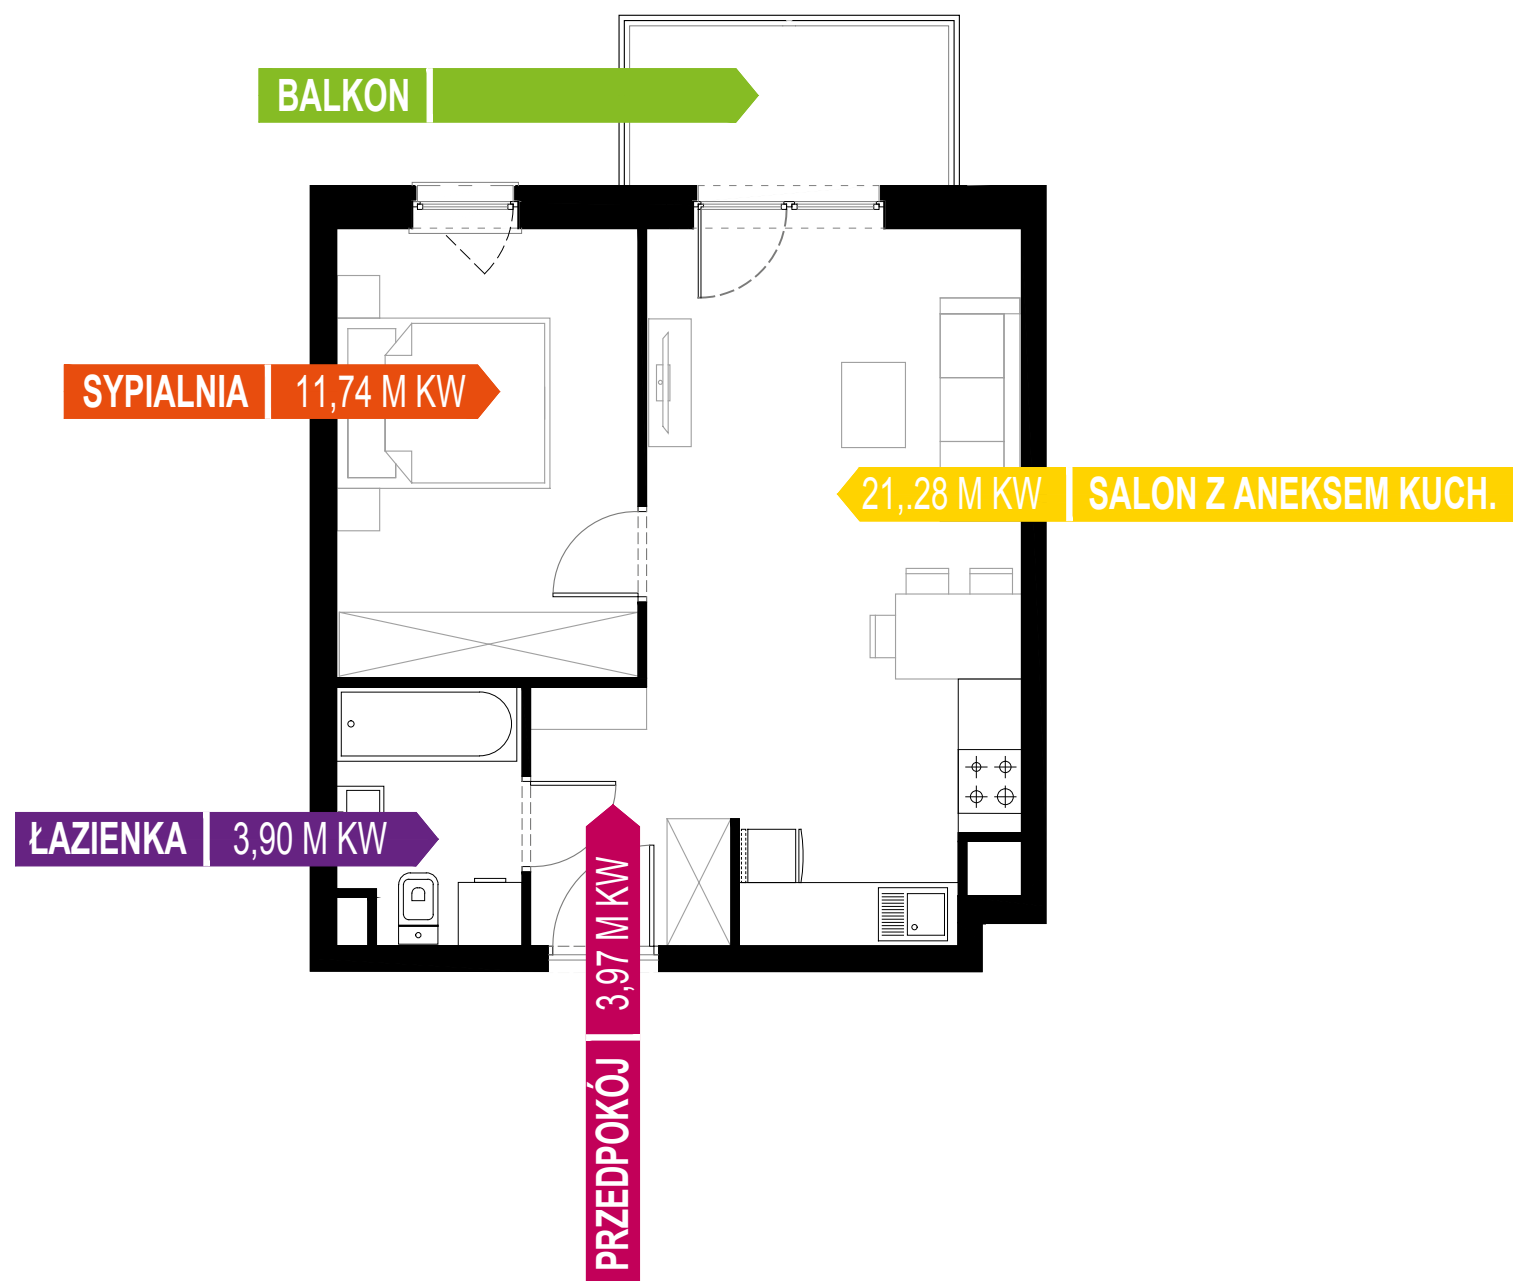 BALKON
SYPIALNIA 11,74 M KW
21,.28 M KW SALON Z ANEKSEM KUCH.
ŁAZIENKA 3,90 M KW
PRZEDPOKÓJ 3,97 M KW